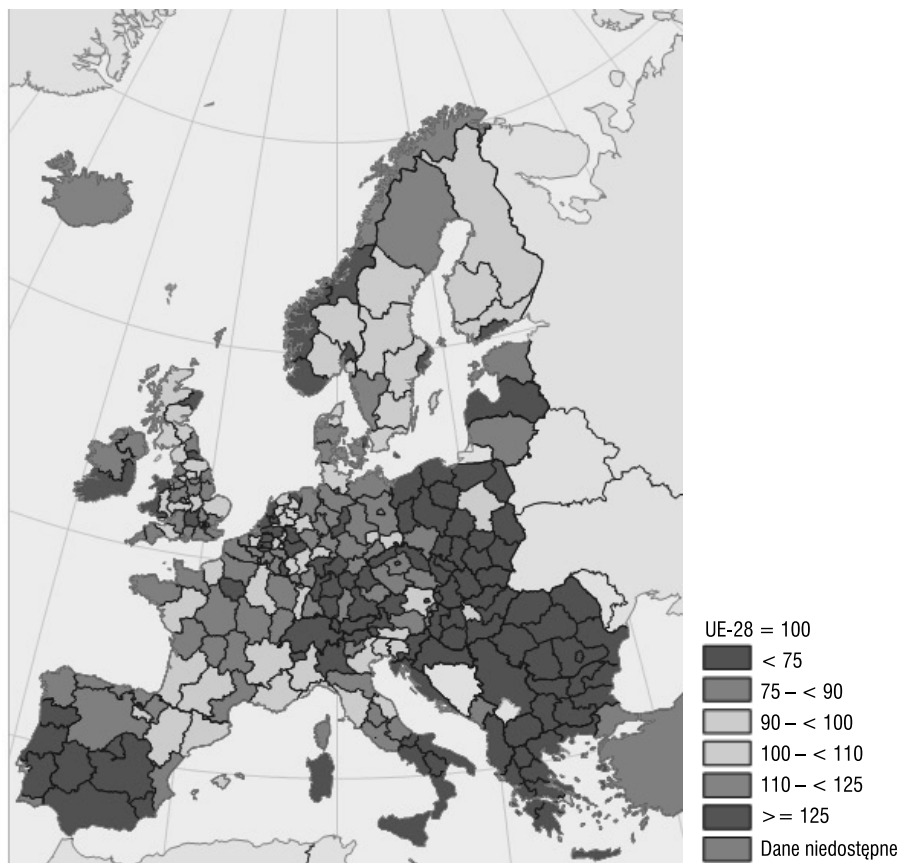 UE-28 = 100
< 75
75 – < 90
90 – < 100
100 – < 110
110 – < 125
> = 125
Dane niedostępne